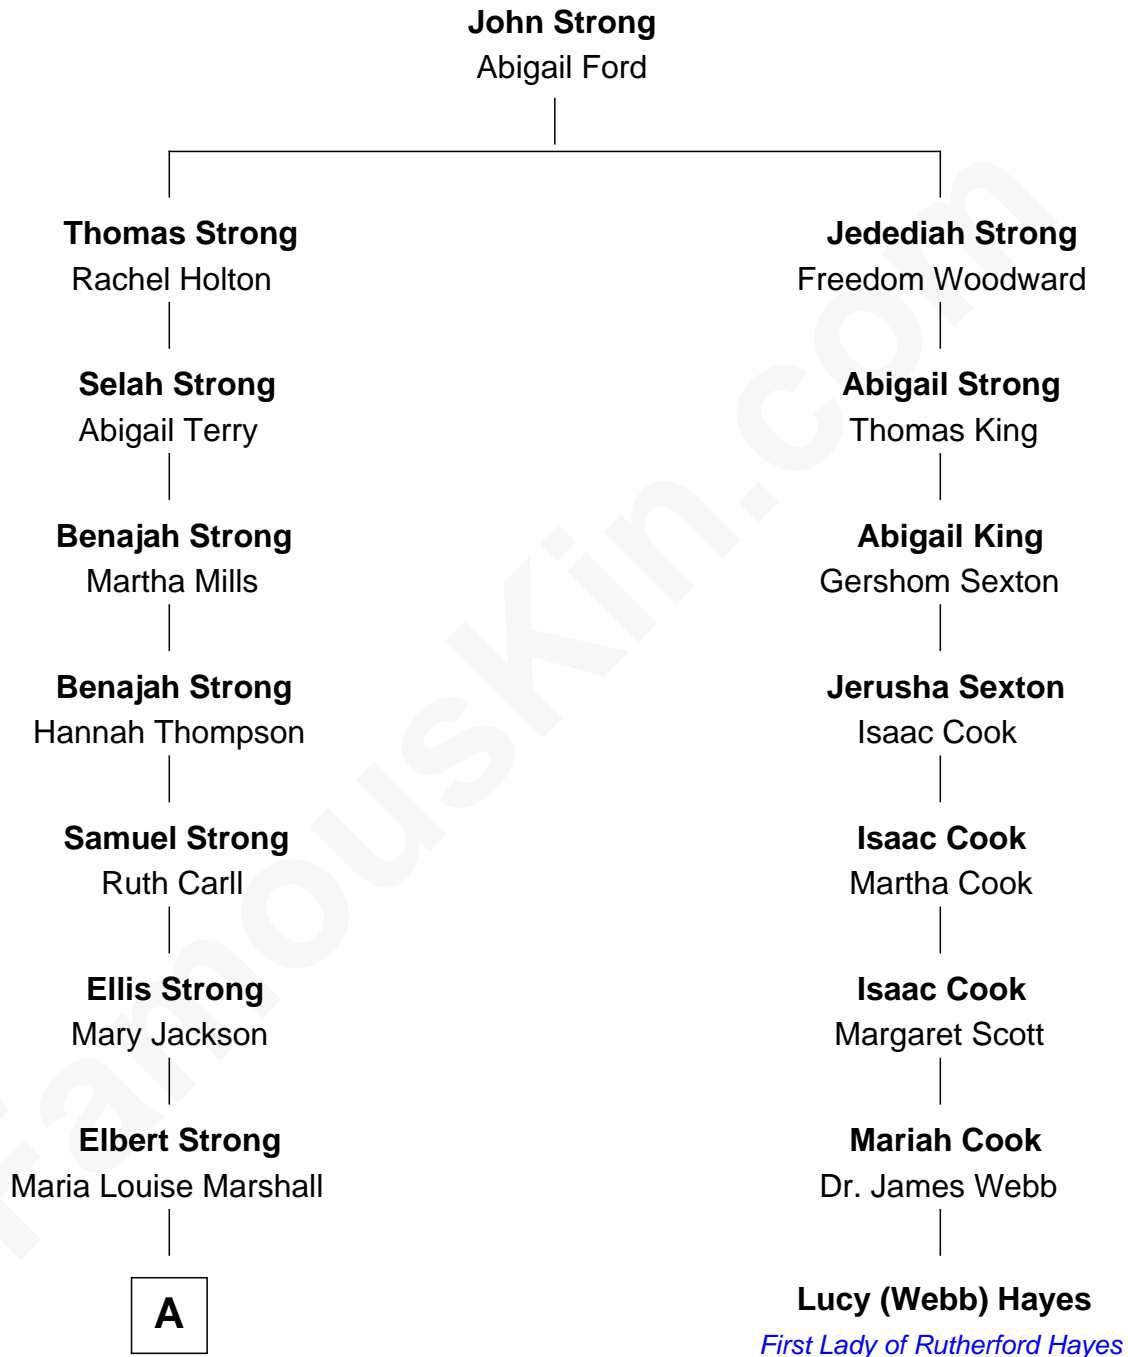 John Strong
Abigail Ford
Thomas Strong
Rachel Holton
Jedediah Strong
Freedom Woodward
Selah Strong
Abigail Terry
Abigail Strong
Thomas King
Benajah Strong
Martha Mills
Abigail King
Gershom Sexton
Benajah Strong
Hannah Thompson
Jerusha Sexton
Isaac Cook
Samuel Strong
Ruth Carll
Isaac Cook
Martha Cook
Ellis Strong
Mary Jackson
Isaac Cook
Margaret Scott
Elbert Strong
Maria Louise Marshall
Mariah Cook
Dr. James Webb
A
Lucy (Webb) Hayes
First Lady of Rutherford Hayes
FamousKin.com